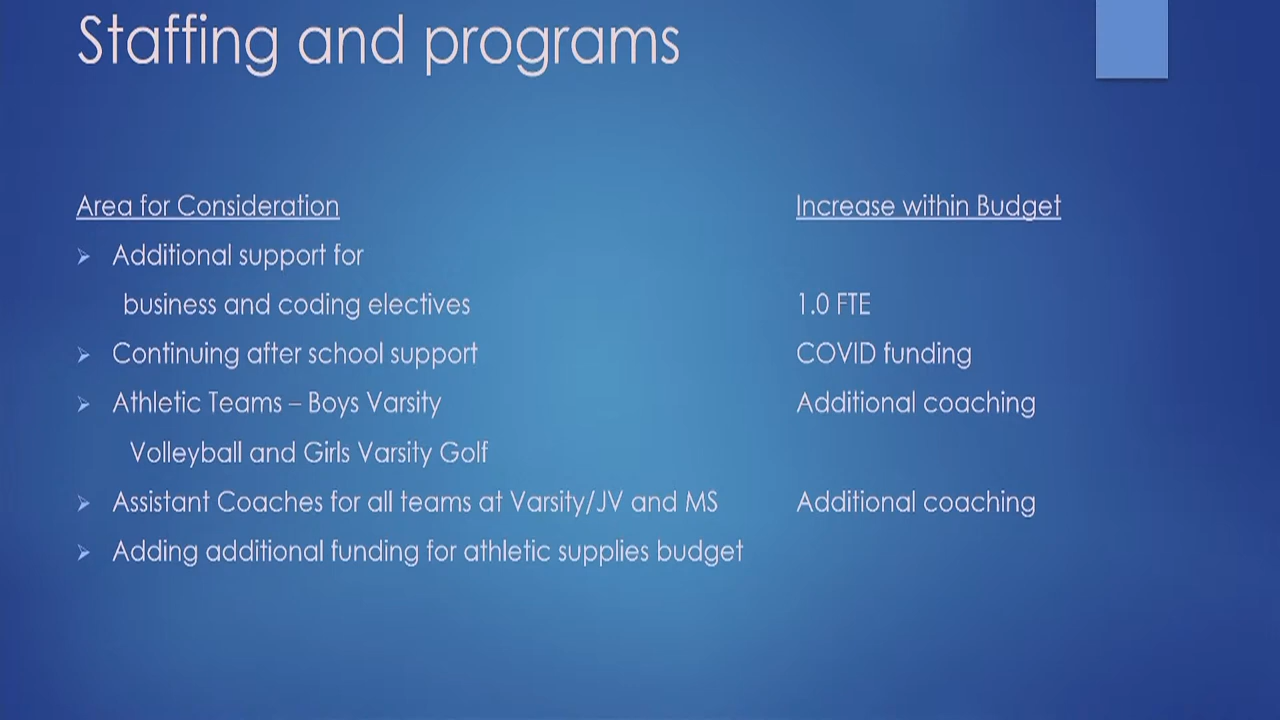 Staffing and programs
Area for Consideration Increase within Budget
Additional support for
business and coding electives 1.0 FTE
Continuing after school support COVID funding
Athletic Teams – Boys Varsity Additional coaching
Volleyball and Girls Varsity Golf
Assistant Coaches for all teams at Varsity/JV and MS Additional coaching
Adding additional funding for athletic supplies budget